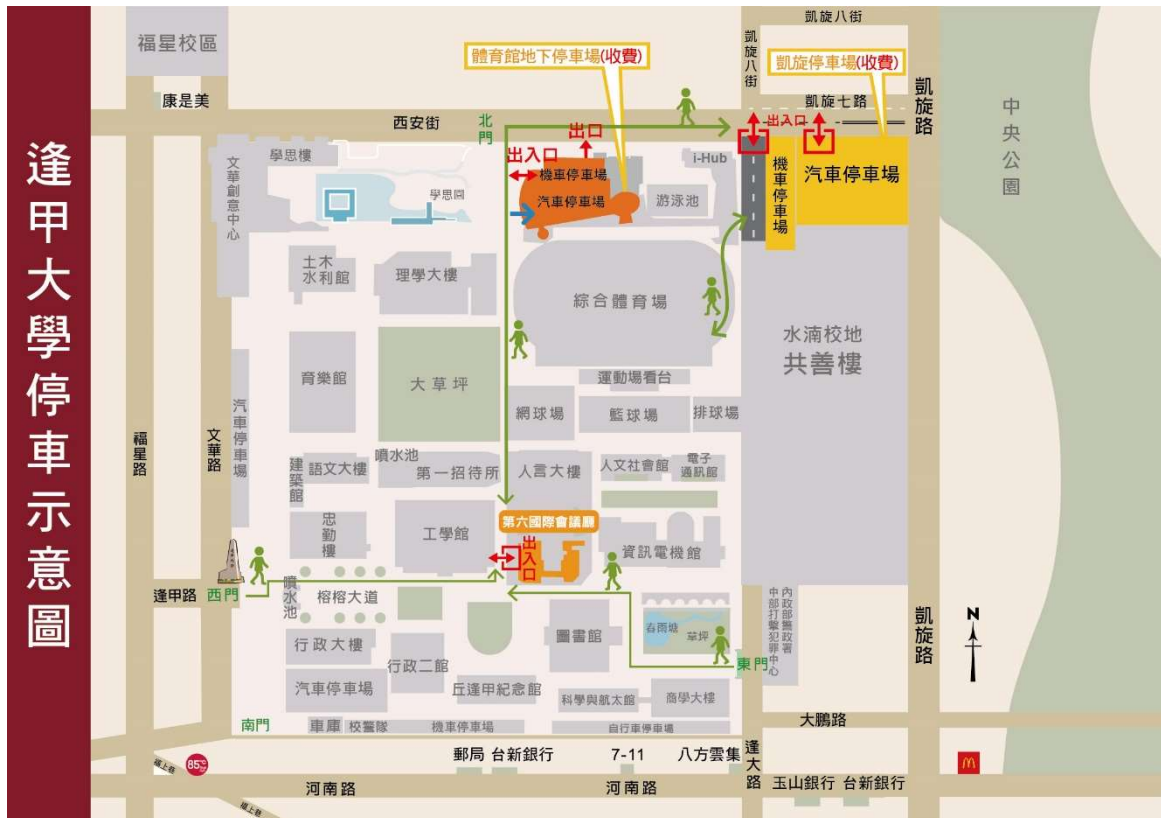 逢甲大學停車示意圖
福星校區
康是美
西安街
北門
體育館地下停車場(收費)
凱旋八街
凱旋八街
凱旋停車場(收費)
凱旋七路
凱旋路
中央公園
出入口
出口
出入口
機車停車場
汽車停車場
i-Hub
游泳池
機車停車場
汽車停車場
學思樓
文華創意中心
學思園
土木
水利館
理學大樓
綜合體育場
水湳校地
共善樓
育樂館
大草坪
運動場看台
網球場
籃球場
排球場
汽車停車場
文華路
福星路
建築館
語文大樓
噴水池
第一招待所
人言大樓
人文社會館
電子
通訊館
忠勤樓
工學館
第六國際會議廳
出入口
資訊電機館
逢甲路
西門
噴水池
榕榕大道
圖書館
春雨塘
草坪
東門
內政部警政署
中部打擊犯罪中心
凱旋路
N
行政大樓
行政二館
汽車停車場
丘逢甲紀念館
科學與航太館
商學大樓
南門
車庫
校警隊
機車停車場
自行車停車場
大鵬路
郵局 台新銀行
7-11
八方雲集
逢大路
福上巷
85℃
河南路
河南路
玉山銀行 台新銀行
福上巷